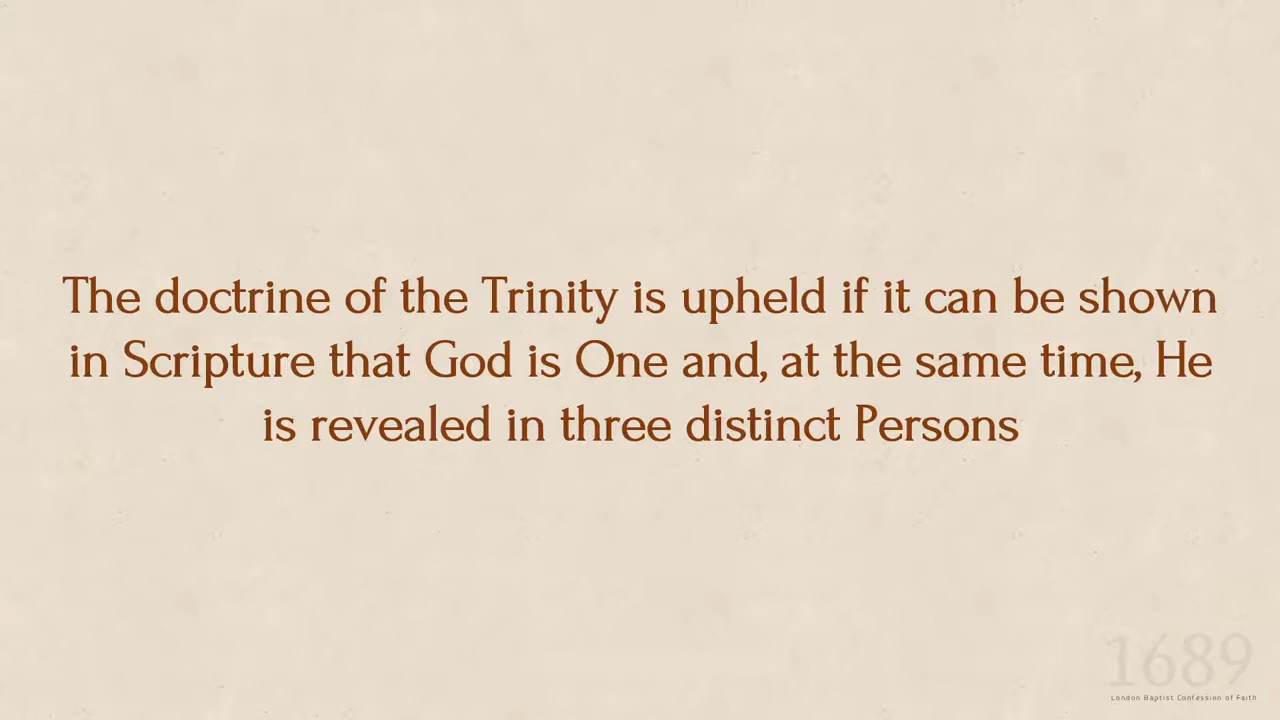 The doctrine of the Trinity is upheld if it can be shown
in Scripture that God is One and, at the same time, He
is revealed in three distinct Persons
1689
London Baptist Confession of Faith